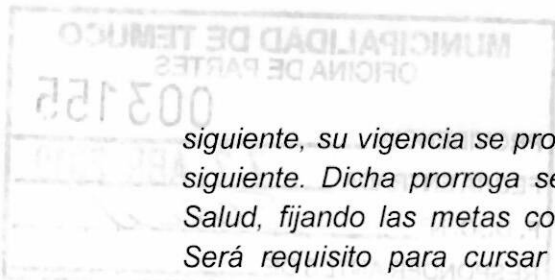 MUNICIPALIDAD DE TEMUCO
OFICINA DE PARTES
003155
siguiente, su vigencia se pro
siguiente. Dicha prorroga se
Salud, fijando las metas co
Será requisito para cursar